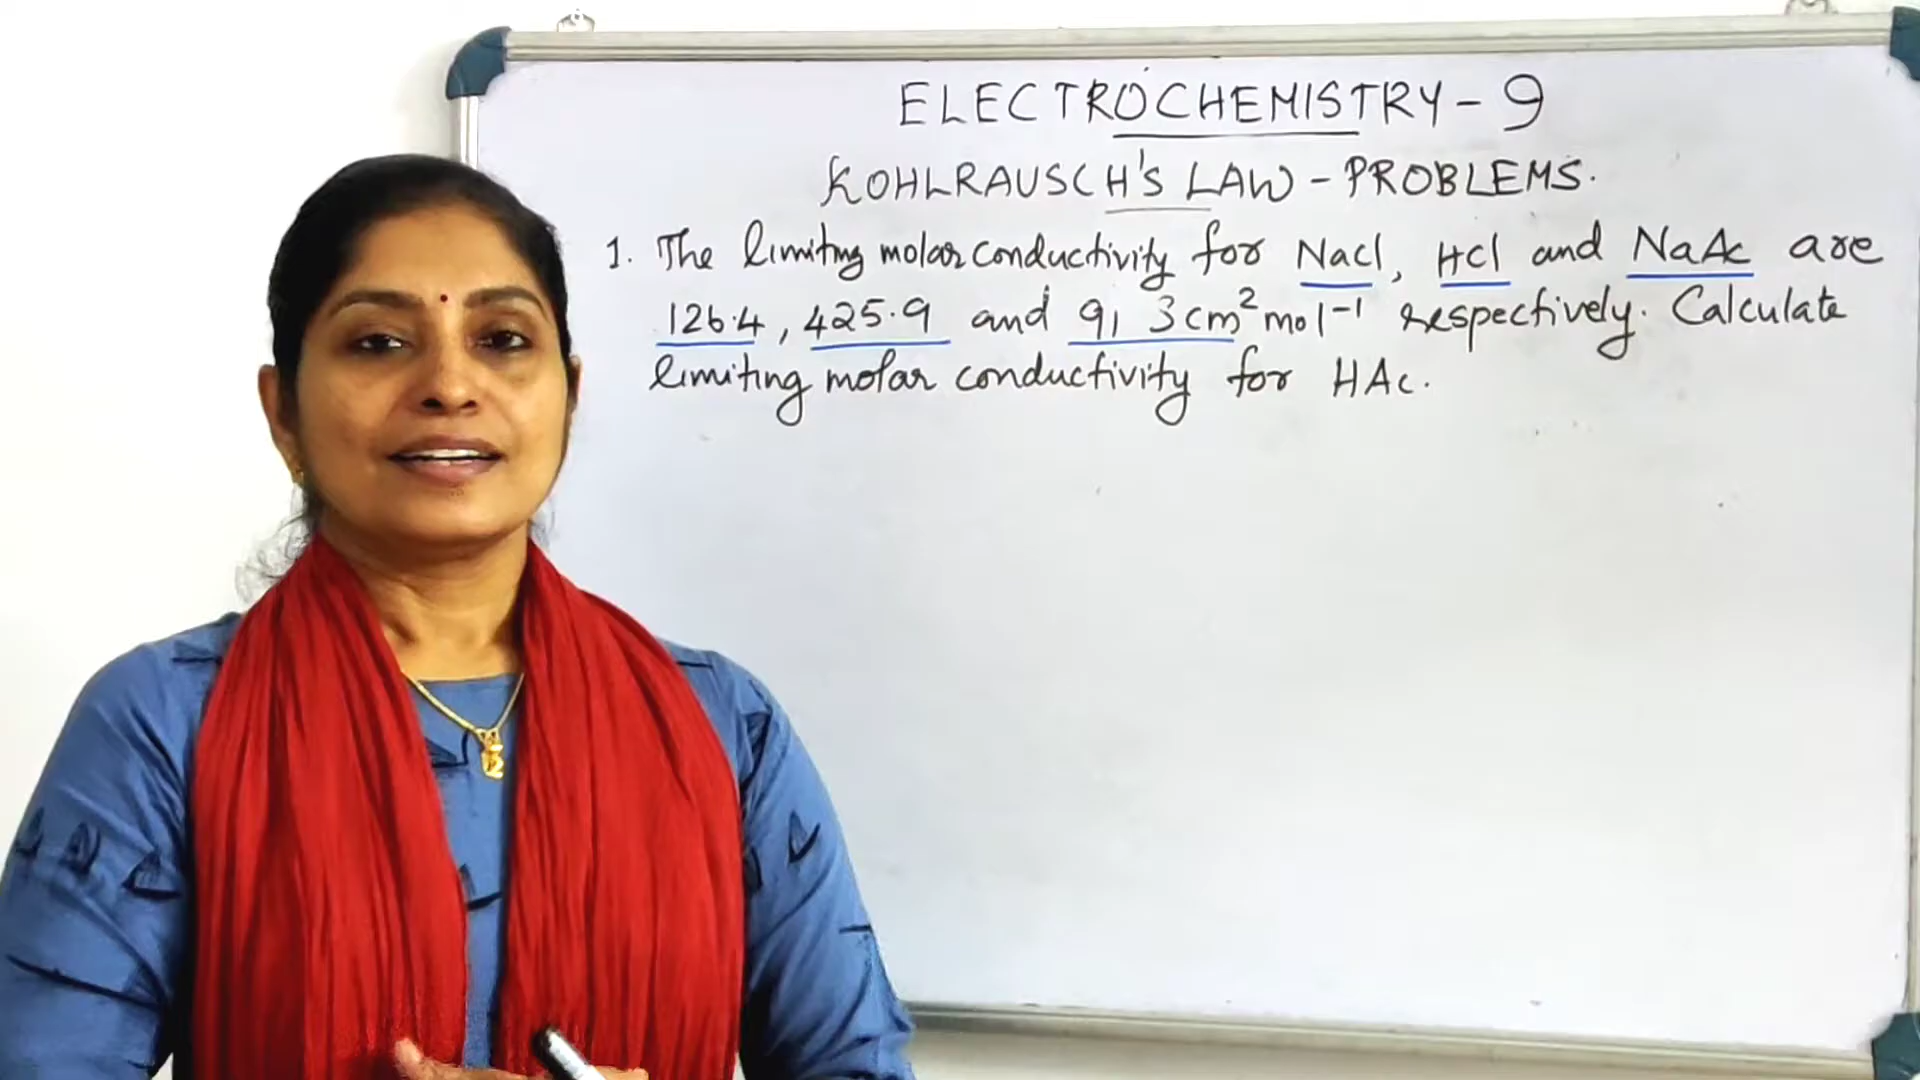 ELECTROCHEMISTRY - 9
KOHLRAUSCH'S LAW - PROBLEMS.
1. The limiting molar conductivity for Nacl, Hcl and NaAc are
126.4, 425.9 and 91 3cm² mol⁻¹ respectively. Calculate
limiting molar conductivity for HAc.